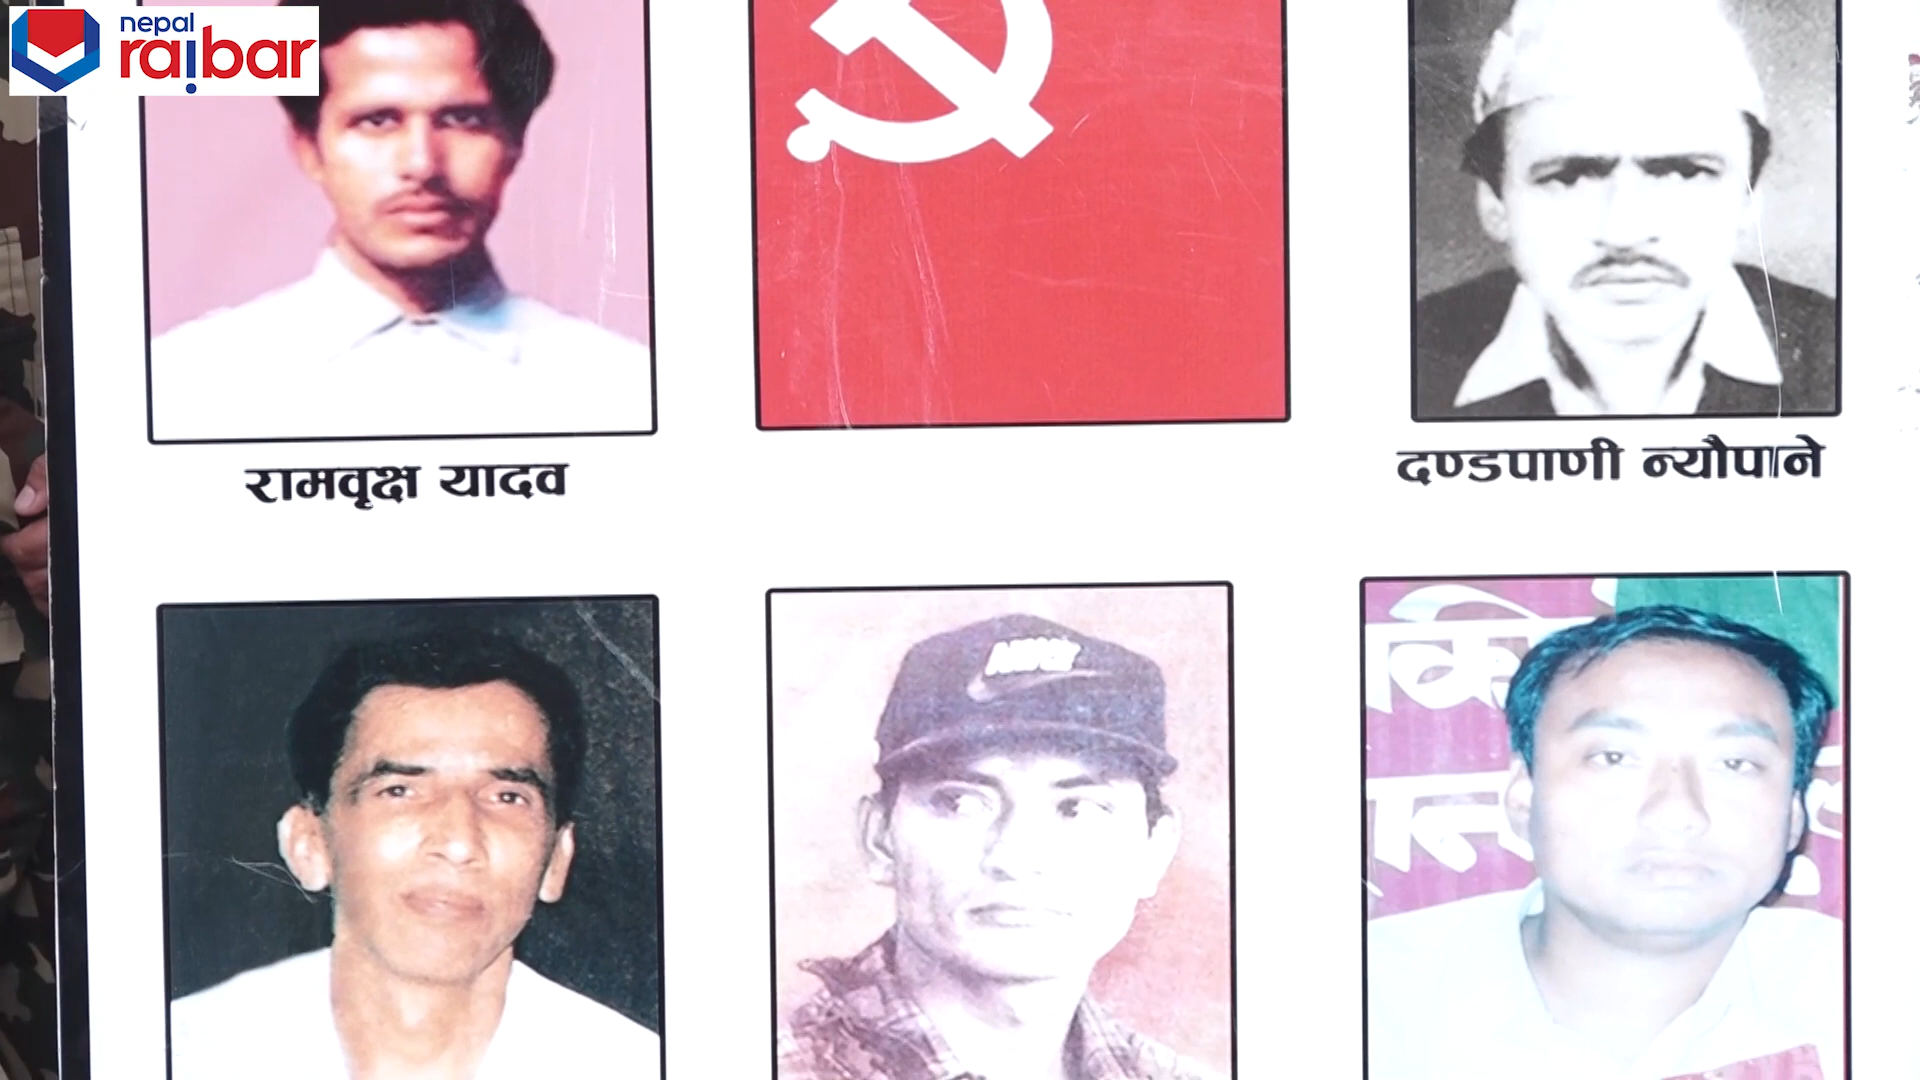 nepal
raibar
रामवृक्ष यादव
दण्डपाणी न्यौपाने